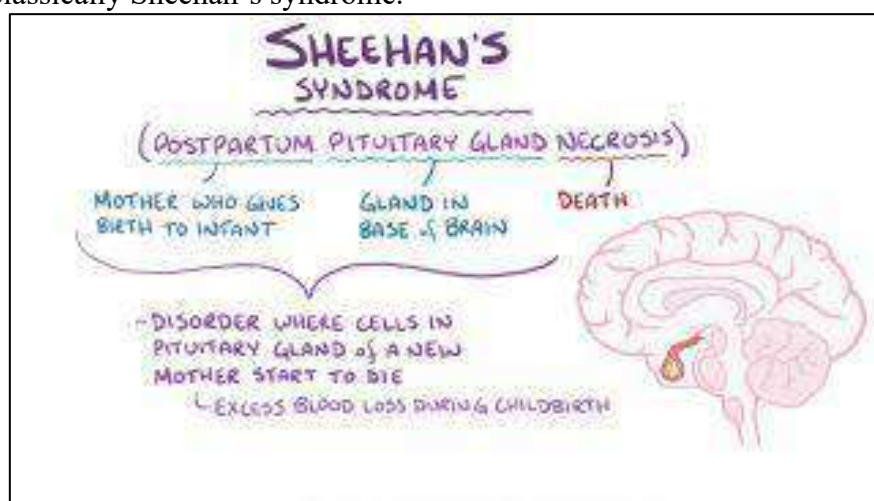 classically Sheehan's syndrome.
SHEEHAN'S
SYNDROME
(POSTPARTUM PITUITARY GLAND NECROSIS)
MOTHER WHO GIVES
BIRTH TO INFANT
GLAND IN
BASE of BRAIN
DEATH
- DISORDER WHERE CELLS IN
PITUITARY GLAND of A NEW
MOTHER START TO DIE
EXCESS BLOOD LOSS DURING CHILDBIRTH